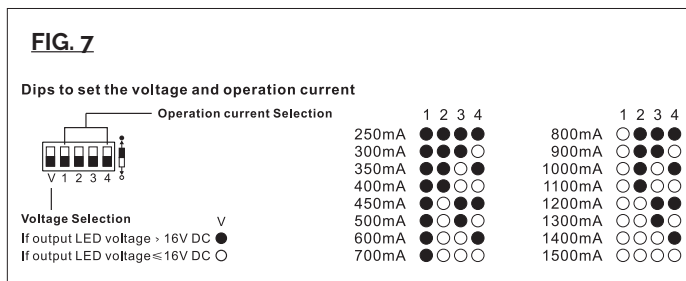 FIG. 7
Dips to set the voltage and operation current
Operation current Selection
V 1 2 3 4
Voltage Selection V
If output LED voltage > 16V DC ●
If output LED voltage≤16V DC ○
1 2 3 4
250mA ●●●●
300mA ●●●○
350mA ●●○●
400mA ●●○○
450mA ●○●●
500mA ●○●○
600mA ●○○●
700mA ●○○○
1 2 3 4
800mA ○●●●
900mA ○●●○
1000mA ○●○●
1100mA ○●○○
1200mA ○○●●
1300mA ○○●○
1400mA ○○○●
1500mA ○○○○